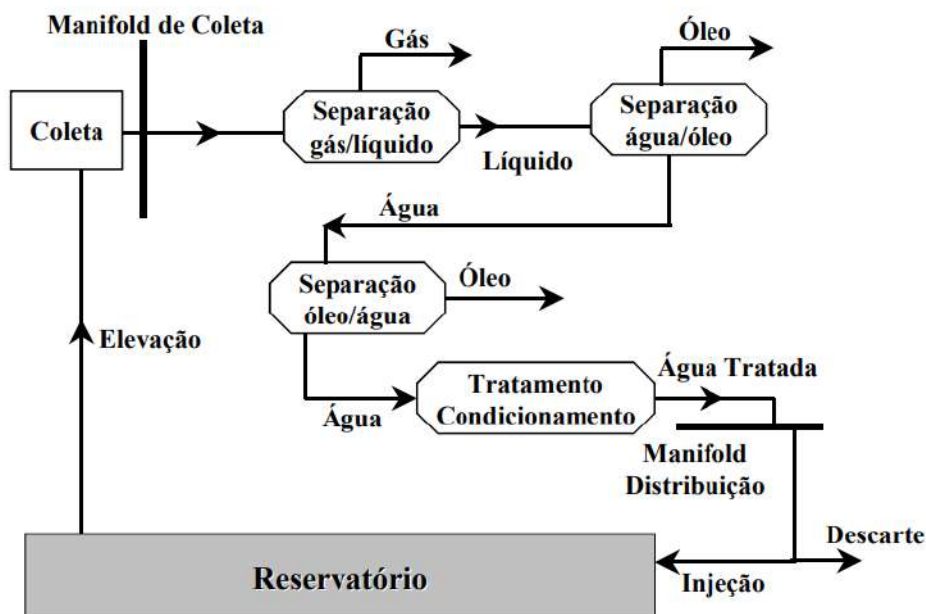 Manifold de Coleta
Gás
Óleo
Coleta
Separação
gás/líquido
Líquido
Separação
água/óleo
Água
Separação
óleo/água
Óleo
Elevação
Água
Tratamento
Condicionamento
Água Tratada
Manifold
Distribuição
Descarte
Injeção
Reservatório